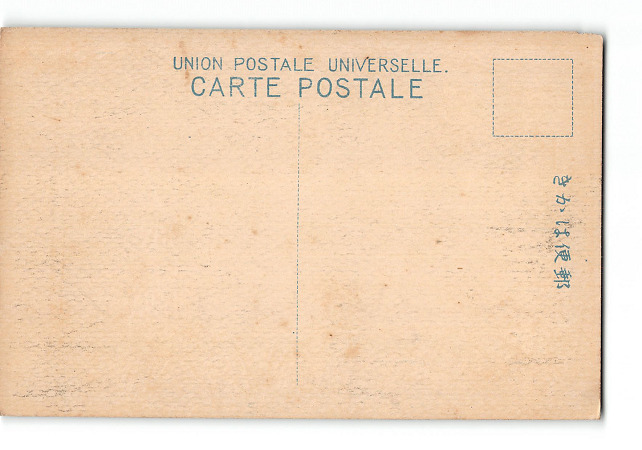 UNION POSTALE UNIVERSELLE.
CARTE POSTALE
きかは便郵